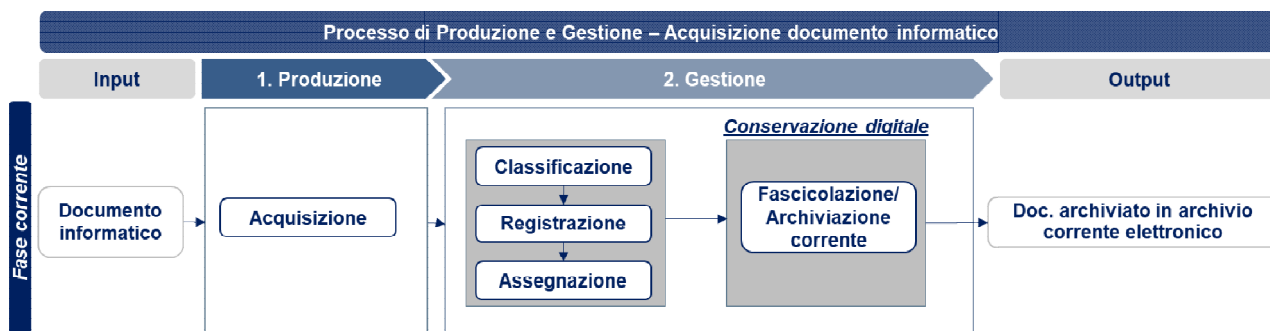 Processo di Produzione e Gestione – Acquisizione documento informatico
Input
1. Produzione
2. Gestione
Output
Fase corrente
Documento
informatico
Acquisizione
Classificazione
Registrazione
Assegnazione
Conservazione digitale
Fascicolazione/
Archiviazione
corrente
Doc. archiviato in archivio
corrente elettronico